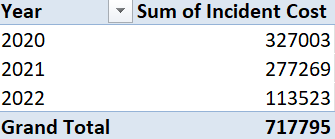 Year Sum of Incident Cost
2020 327003
2021 277269
2022 113523
Grand Total 717795